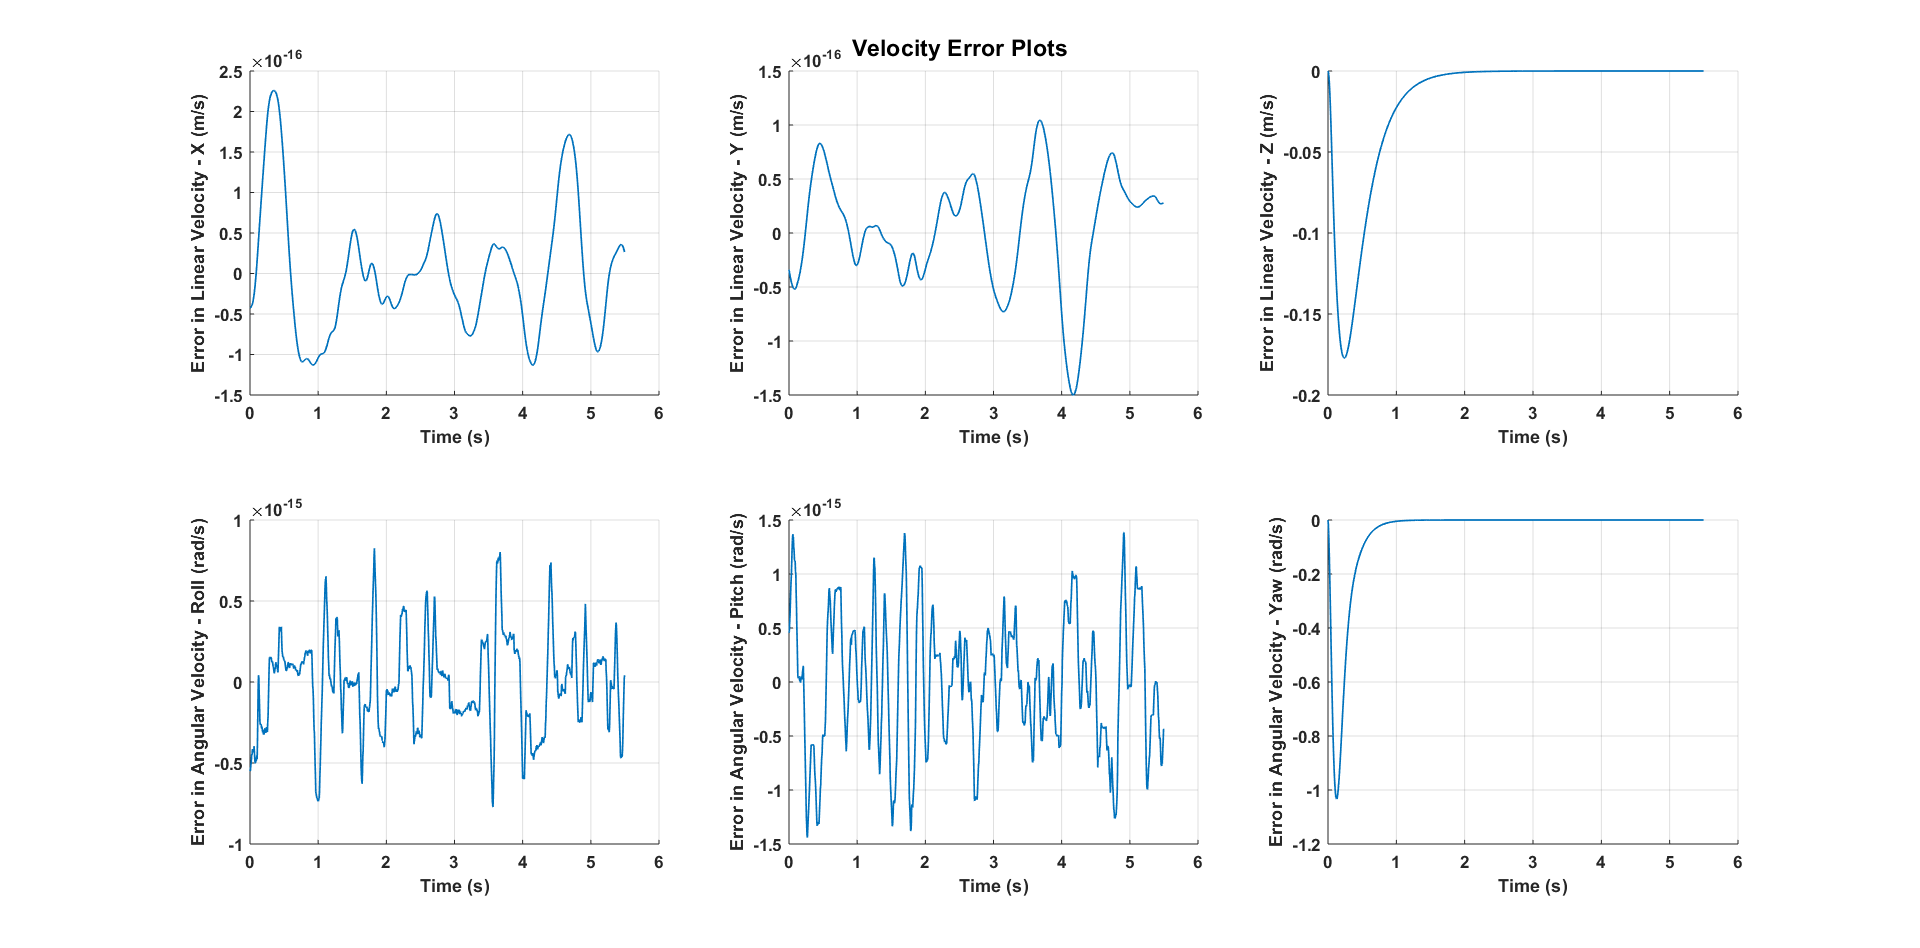 Velocity Error Plots
×10-16
2.5
2
1.5
1
0.5
0
-0.5
-1
-1.5
0 1 2 3 4 5 6
Time (s)
Error in Linear Velocity - X (m/s)
×10-16
1.5
1
0.5
0
-0.5
-1
-1.5
0 1 2 3 4 5 6
Time (s)
Error in Linear Velocity - Y (m/s)
0
-0.05
-0.1
-0.15
-0.2
0 1 2 3 4 5 6
Time (s)
Error in Linear Velocity - Z (m/s)
×10-15
1
0.5
0
-0.5
-1
0 1 2 3 4 5 6
Time (s)
Error in Angular Velocity - Roll (rad/s)
×10-15
1.5
1
0.5
0
-0.5
-1
-1.5
0 1 2 3 4 5 6
Time (s)
Error in Angular Velocity - Pitch (rad/s)
0
-0.2
-0.4
-0.6
-0.8
-1
-1.2
0 1 2 3 4 5 6
Time (s)
Error in Angular Velocity - Yaw (rad/s)